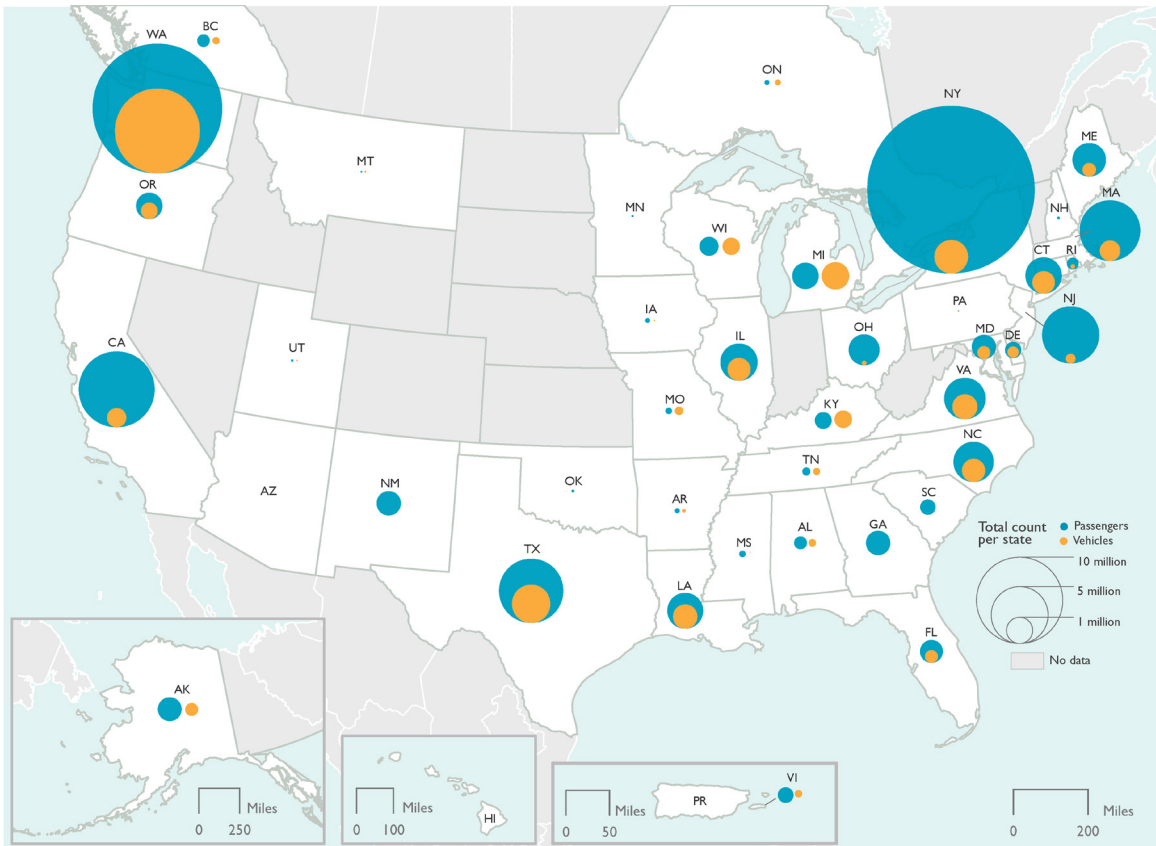 BC
WA
ON
NY
ME
MT
OR
MN
NH
MA
WI
MI
CT
RI
IA
PA
NJ
CA
UT
IL
OH
MD
DE
MO
VA
KY
NC
TN
AZ
NM
OK
AR
SC
MS
AL
GA
TX
LA
FL
Total count
per state
Passengers
Vehicles
10 million
5 million
1 million
No data
AK
Miles
0 250
HI
Miles
0 100
PR
VI
Miles
0 50
Miles
0 200